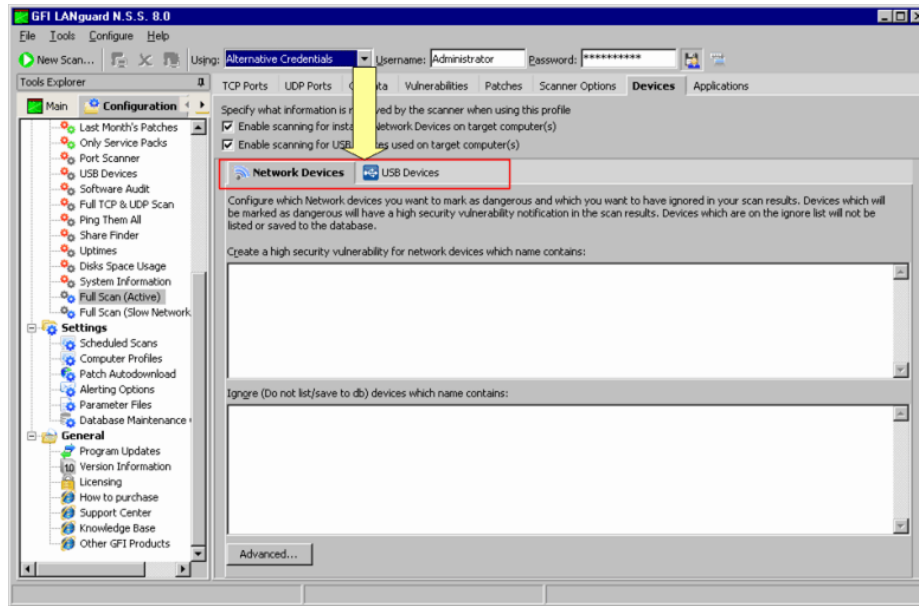 GFI LANguard N.S.S. 8.0
File Tools Configure Help
New Scan... Using: Alternative Credentials Username: Administrator Password: **********
Tools Explorer
Main Configuration
Last Month's Patches
Only Service Packs
Port Scanner
USB Devices
Software Audit
Full TCP & UDP Scan
Ping Them All
Share Finder
Uptimes
Disks Space Usage
System Information
Full Scan (Active)
Full Scan (Slow Network
Settings
Scheduled Scans
Computer Profiles
Patch Autodownload
Alerting Options
Parameter Files
Database Maintenance
General
Program Updates
Version Information
Licensing
How to purchase
Support Center
Knowledge Base
Other GFI Products
TCP Ports UDP Ports Vulnerabilities Patches Scanner Options Devices Applications
Specify what information is by the scanner when using this profile
Enable scanning for Network Devices on target computer(s)
Enable scanning for USB used on target computer(s)
Network Devices USB Devices
Configure which Network devices you want to mark as dangerous and which you want to have ignored in your scan results. Devices which will
be marked as dangerous will have a high security vulnerability notification in the scan results. Devices which are on the ignore list will not be
listed or saved to the database.
Create a high security vulnerability for network devices which name contains:
Ignore (Do not list/save to db) devices which name contains:
Advanced...